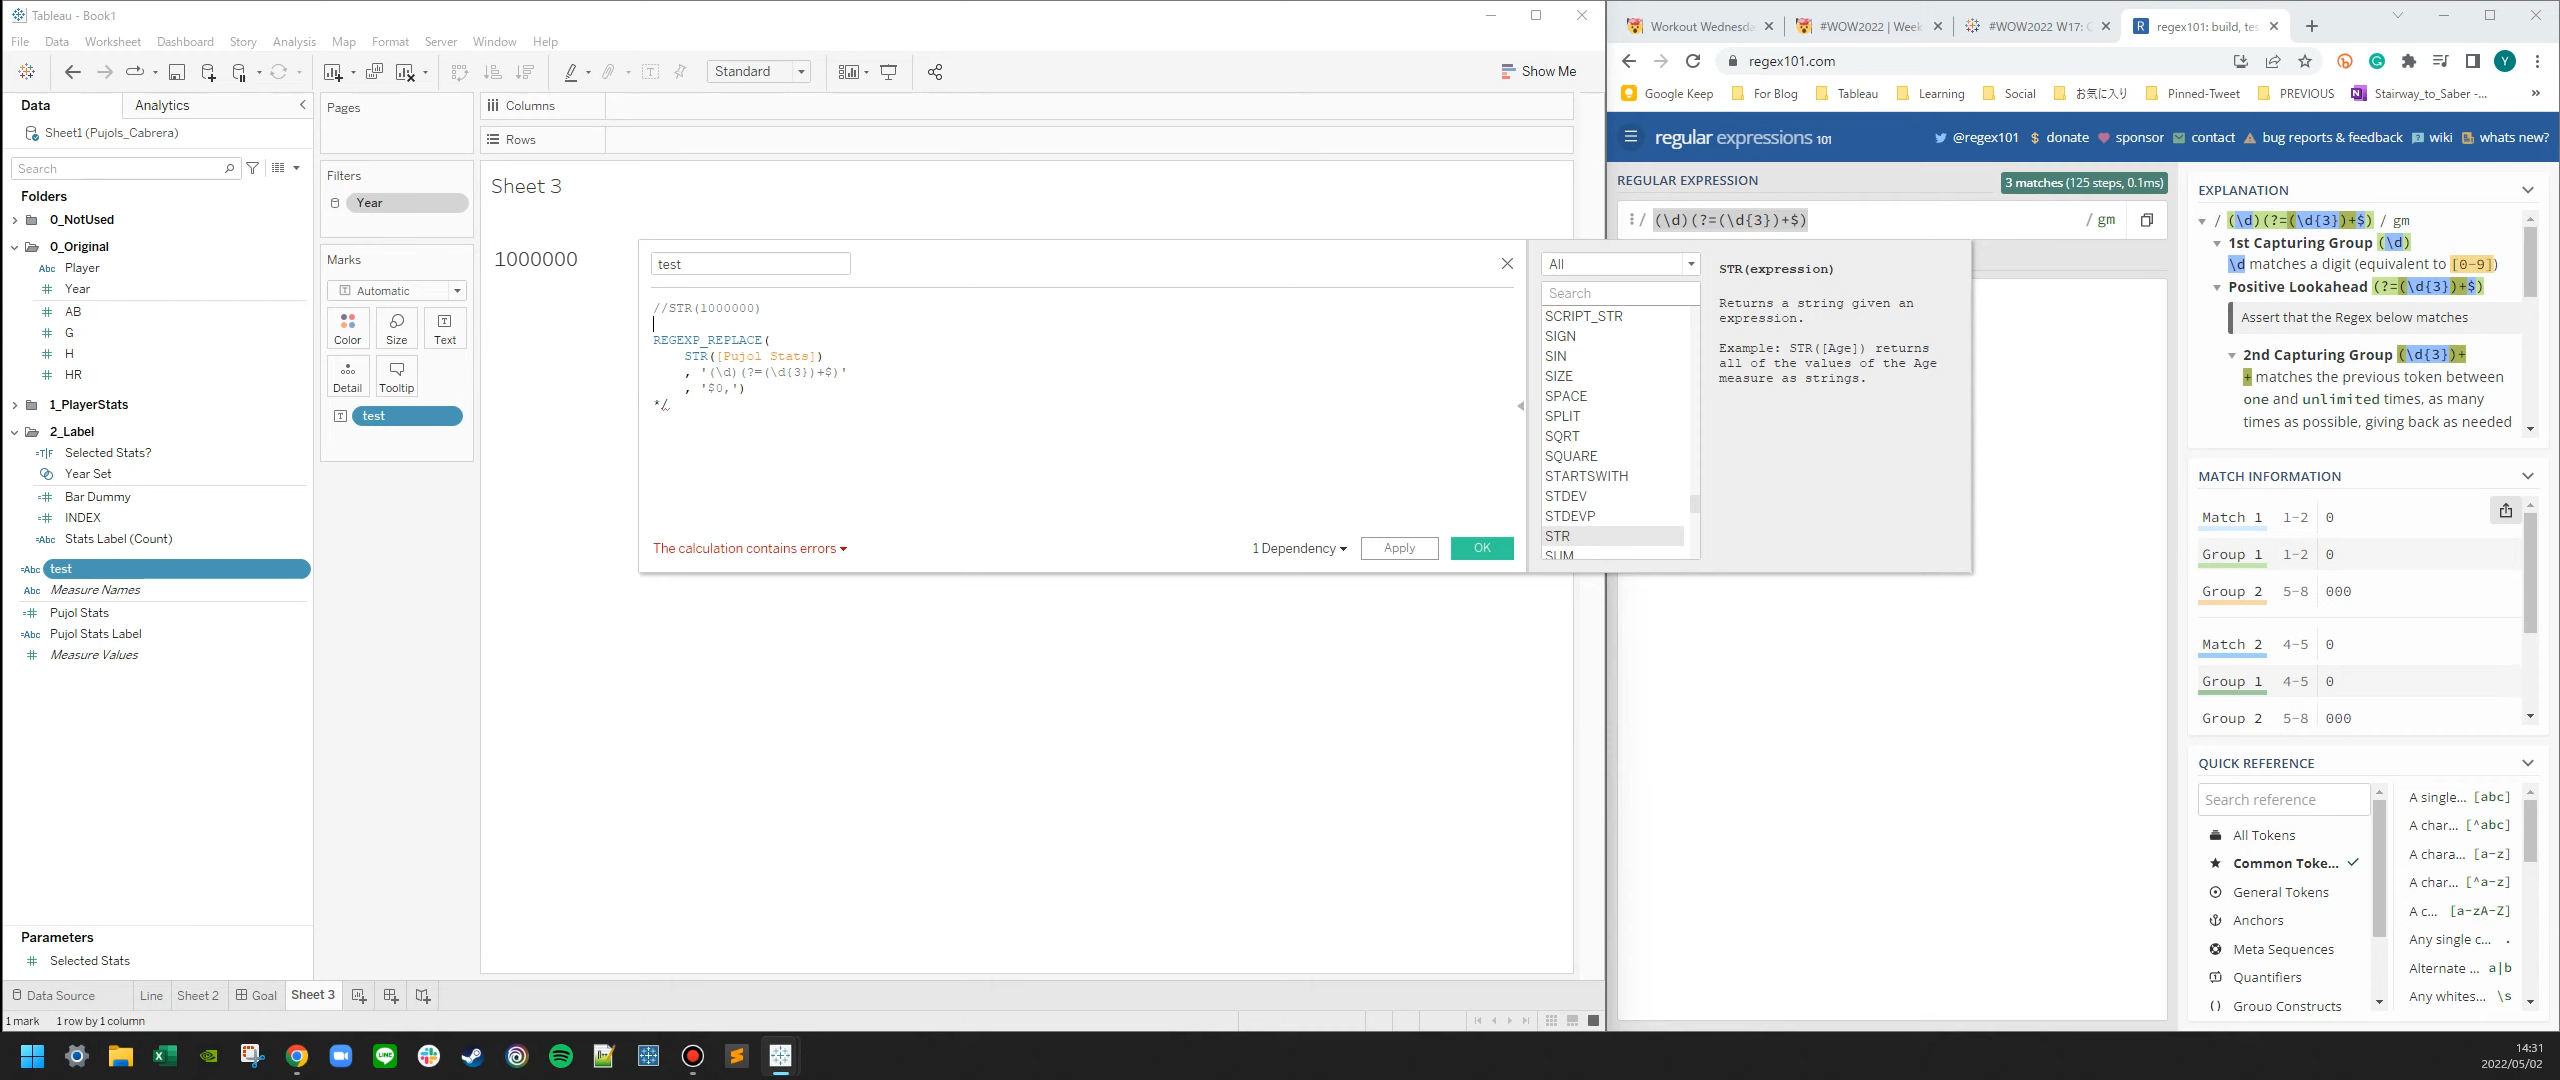 Tableau - Book1
File Data Worksheet Dashboard Story Analysis Map Format Server Window Help
Standard
Show Me
Data
Analytics
Sheet1 (Pujols_Cabrera)
Search
Folders
0_NotUsed
0_Original
Abc Player
# Year
# AB
# G
# H
# HR
1_PlayerStats
2_Label
=T|F Selected Stats?
Year Set
=# Bar Dummy
=# INDEX
=Abc Stats Label (Count)
=Abc test
Abc Measure Names
=# Pujol Stats
=Abc Pujol Stats Label
# Measure Values
Parameters
# Selected Stats
Pages
Filters
Year
Marks
Automatic
Color Size Text
Detail Tooltip
test
Columns
Rows
Sheet 3
1000000
test
//STR(1000000)
REGEXP_REPLACE(
STR([Pujol Stats])
, '(\d)(?=(\d{3})+$)'
, '$0,')
*/
The calculation contains errors
1 Dependency
Apply
OK
All
Search
SCRIPT_STR
SIGN
SIN
SIZE
SPACE
SPLIT
SQRT
SQUARE
STARTSWITH
STDEV
STDEVP
STR
SUM
STR(expression)
Returns a string given an
expression.
Example: STR([Age]) returns
all of the values of the Age
measure as strings.
Data Source Line Sheet 2 Goal Sheet 3
1 mark 1 row by 1 column
Workout Wednesda
#WOW2022 | Week
#WOW2022 W17: C
regex101: build, tes
regex101.com
Y
Google Keep For Blog Tableau Learning Social お気に入り Pinned-Tweet PREVIOUS Stairway_to_Saber -... »
regular expressions 101
@regex101 $ donate sponsor contact bug reports & feedback wiki whats new?
REGULAR EXPRESSION
3 matches (125 steps, 0.1ms)
/ (\d)(?=(\d{3})+$) / gm
EXPLANATION
/ (\d)(?=(\d{3})+$) / gm
1st Capturing Group (\d)
\d matches a digit (equivalent to [0-9])
Positive Lookahead (?=(\d{3})+$)
Assert that the Regex below matches
2nd Capturing Group (\d{3})+
+ matches the previous token between
one and unlimited times, as many
times as possible, giving back as needed
MATCH INFORMATION
Match 1 1-2 0
Group 1 1-2 0
Group 2 5-8 000
Match 2 4-5 0
Group 1 4-5 0
Group 2 5-8 000
QUICK REFERENCE
Search reference
All Tokens
Common Toke...
General Tokens
Anchors
Meta Sequences
Quantifiers
Group Constructs
A single... [abc]
A char... [^abc]
A chara... [a-z]
A char... [^a-z]
A c... [a-zA-Z]
Any single c... .
Alternate ... a|b
Any whites... \s
14:31
2022/05/02